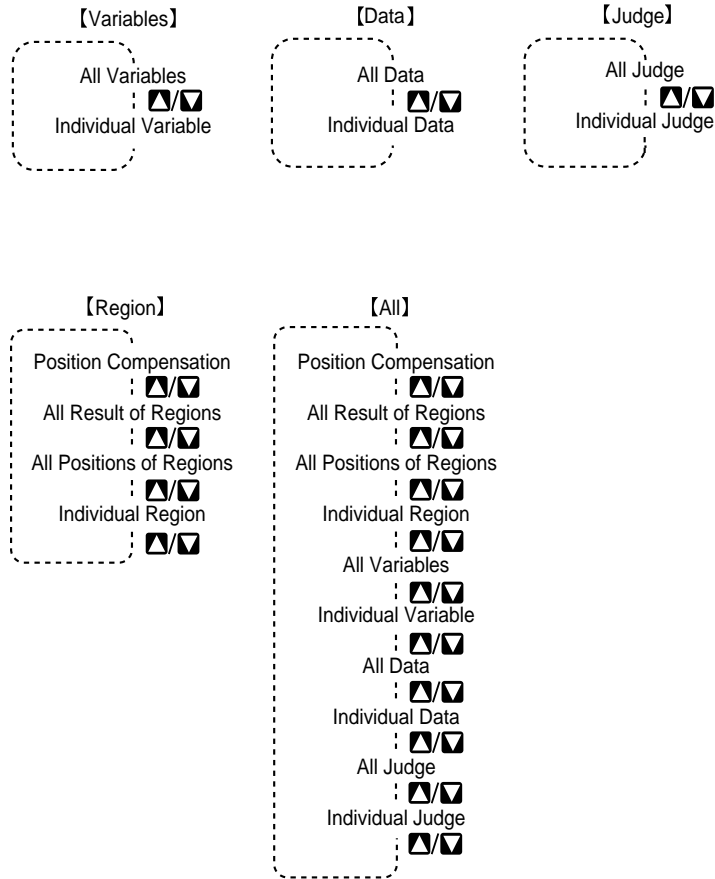 【Variables】
All Variables
▲/▼
Individual Variable
【Data】
All Data
▲/▼
Individual Data
【Judge】
All Judge
▲/▼
Individual Judge
【Region】
Position Compensation
▲/▼
All Result of Regions
▲/▼
All Positions of Regions
▲/▼
Individual Region
▲/▼
【All】
Position Compensation
▲/▼
All Result of Regions
▲/▼
All Positions of Regions
▲/▼
Individual Region
▲/▼
All Variables
▲/▼
Individual Variable
▲/▼
All Data
▲/▼
Individual Data
▲/▼
All Judge
▲/▼
Individual Judge
▲/▼